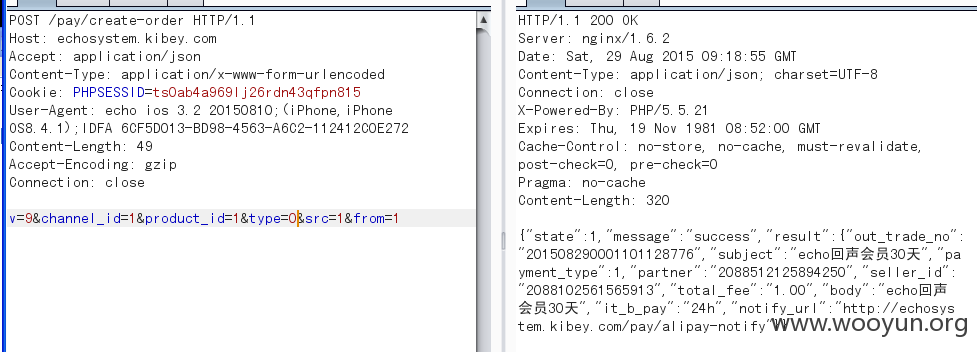 POST /pay/create-order HTTP/1.1
Host: echosystem.kibey.com
Accept: application/json
Content-Type: application/x-www-form-urlencoded
Cookie: PHPSESSID=ts0ab4a969lj26rdn43qfpn815
User-Agent: echo ios 3.2 20150810;(iPhone,iPhone
OS8.4.1);IDFA 6CF5D013-BD98-4563-A6C2-112412C0E272
Content-Length: 49
Accept-Encoding: gzip
Connection: close
v=9&channel_id=1&product_id=1&type=0&src=1&from=1
HTTP/1.1 200 OK
Server: nginx/1.6.2
Date: Sat, 29 Aug 2015 09:18:55 GMT
Content-Type: application/json; charset=UTF-8
Connection: close
X-Powered-By: PHP/5.5.21
Expires: Thu, 19 Nov 1981 08:52:00 GMT
Cache-Control: no-store, no-cache, must-revalidate,
post-check=0, pre-check=0
Pragma: no-cache
Content-Length: 320
{"state":1,"message":"success","result":{"out_trade_no":
"201508290001101128776","subject":"echo回声会员30天","pa
yment_type":1,"partner":"2088512125894250","seller_id":
"2088102561565913","total_fee":"1.00","body":"echo回声
会员30天","it_b_pay":"24h","notify_url":"http://echosys
tem.kibey.com/pay/alipay-notify"
www.wooyun.org